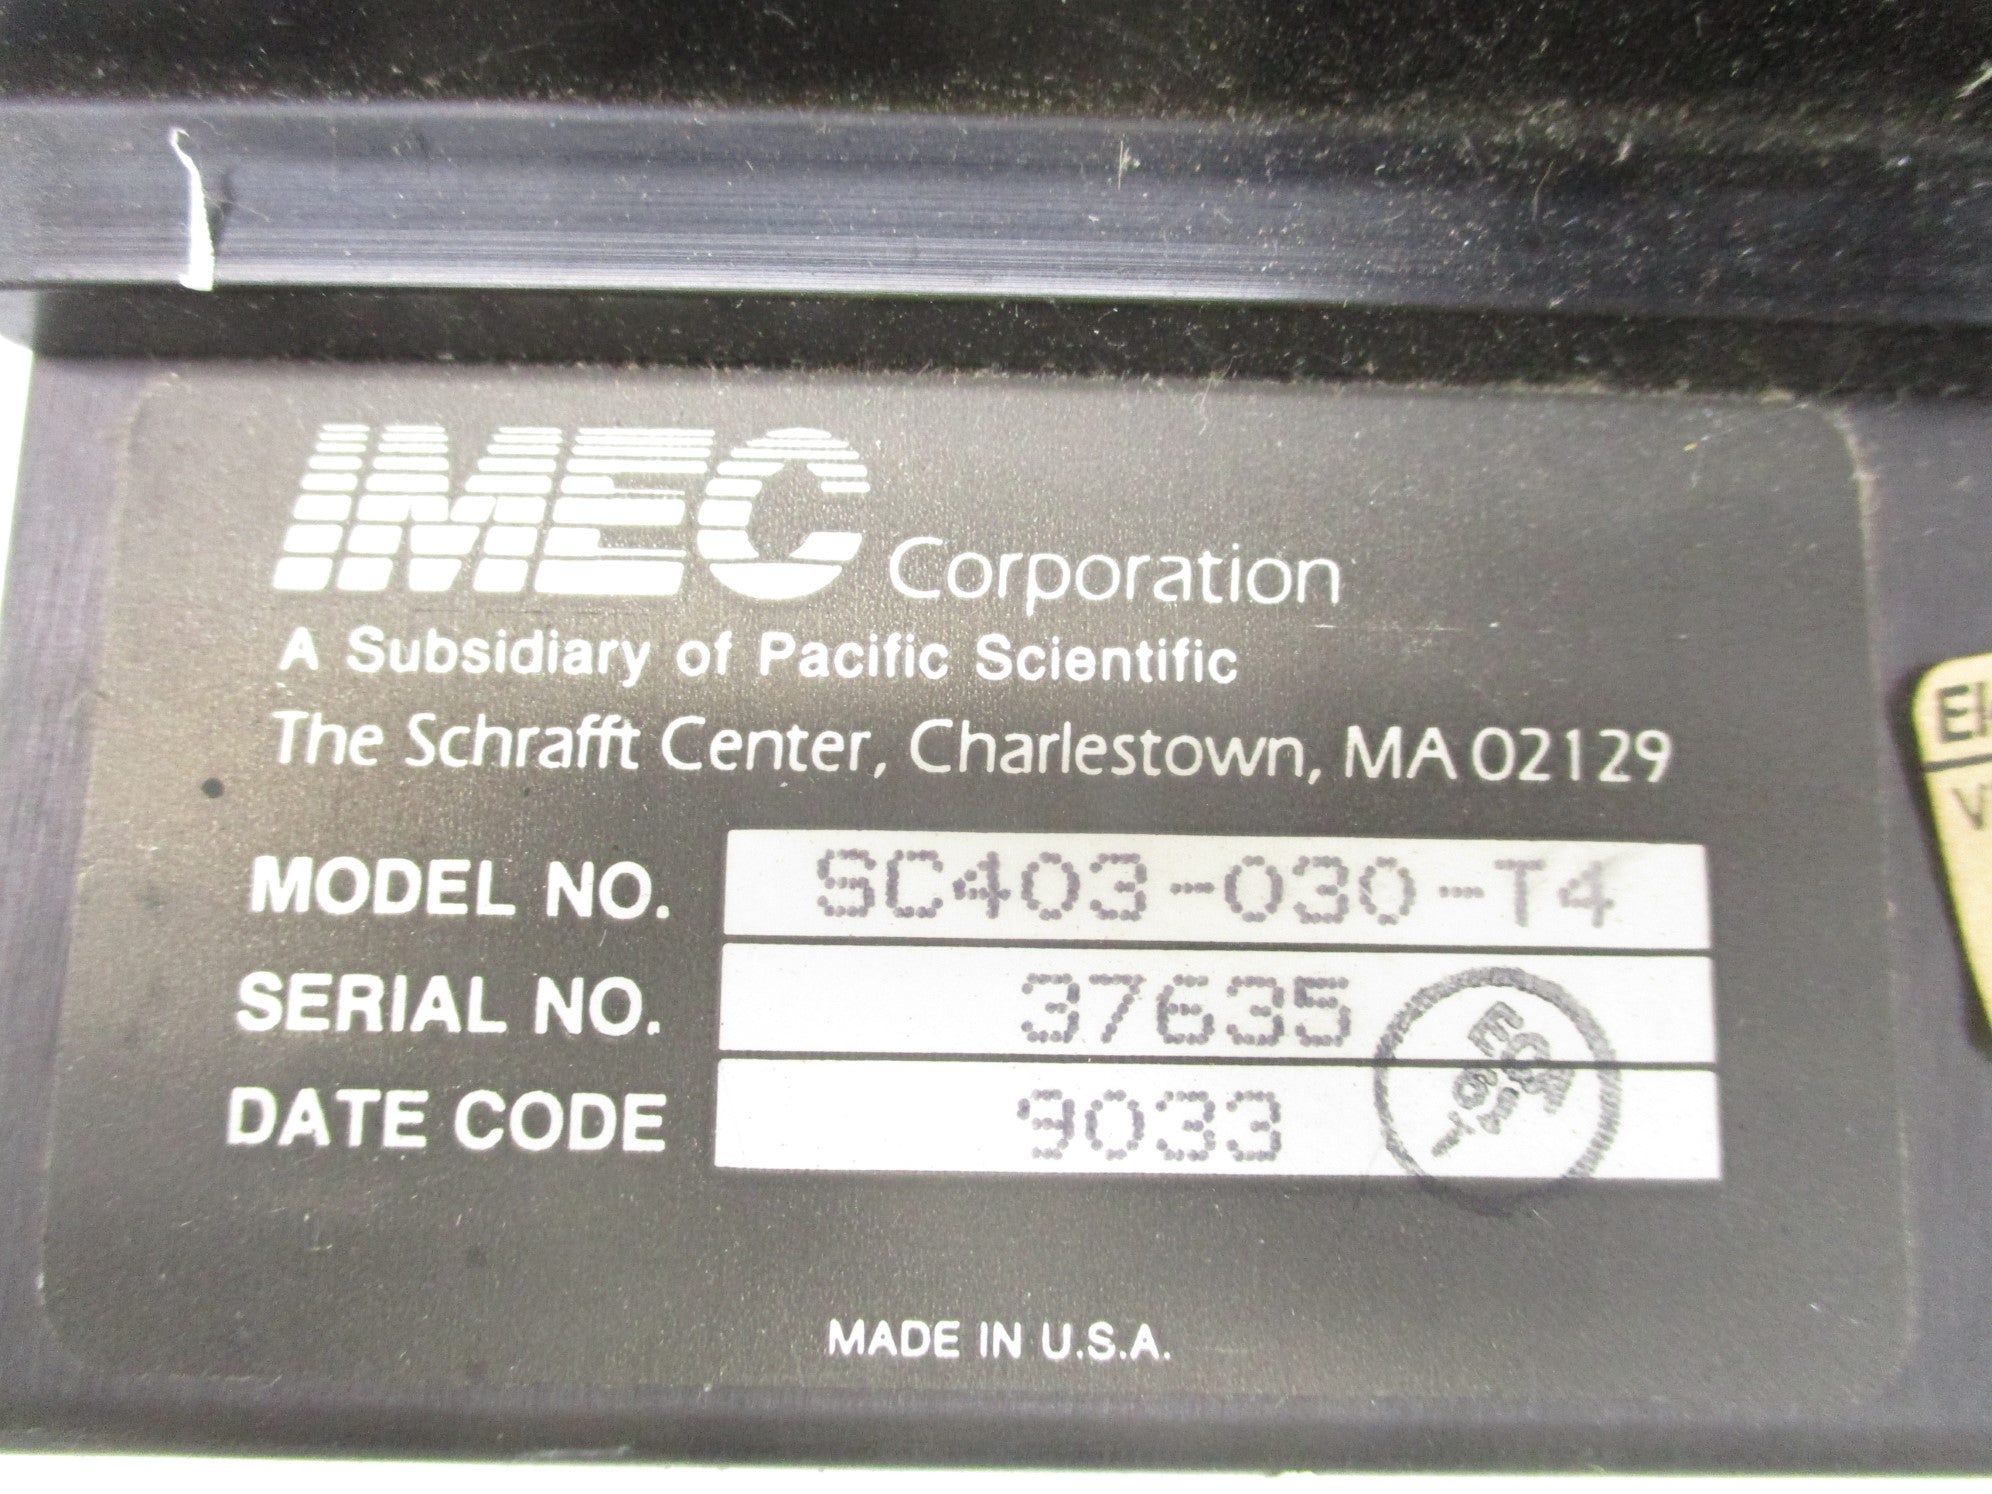 IMEC Corporation
A Subsidiary of Pacific Scientific
The Schrafft Center, Charlestown, MA 02129
MODEL NO. SC403-030-T4
SERIAL NO. 37635
DATE CODE 9033
MADE IN U.S.A.